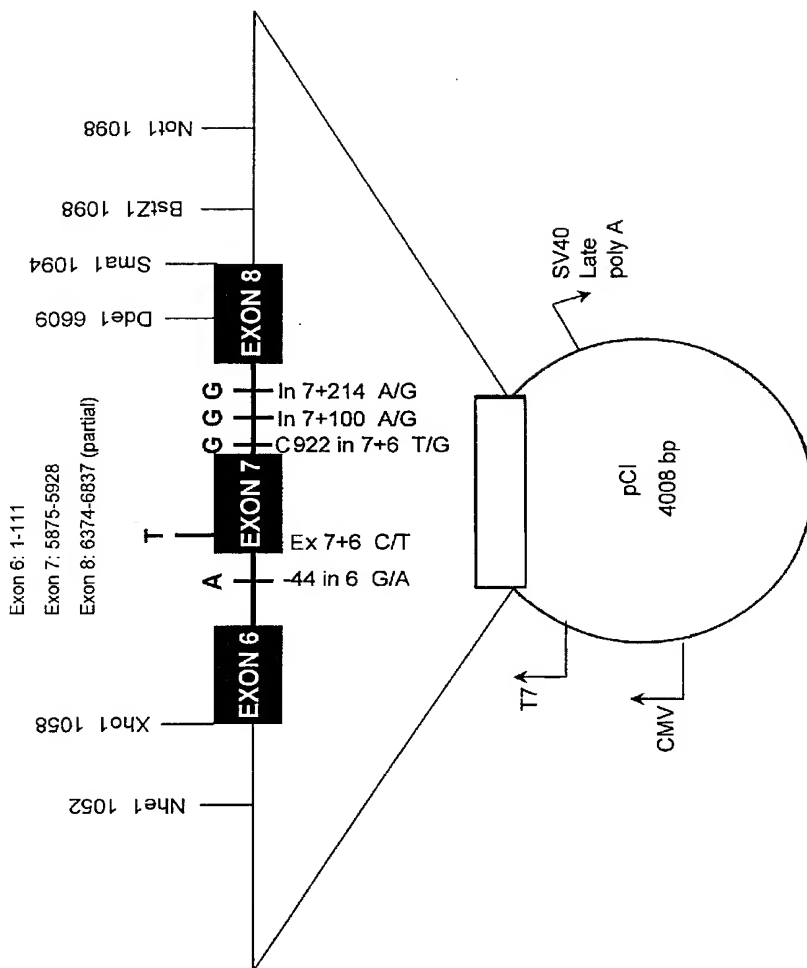 Exon 6: 1-111
Exon 7: 5875-5928
Exon 8: 6374-6837 (partial)
Nhe1 1052
Xho1 1058
Dde1 6609
Sma1 1094
BstZ1 1098
Not1 1098
A
T
G
G
G
EXON 6
EXON 7
EXON 8
-44 in 6 G/A
Ex 7+6 C/T
C922 in 7+6 T/G
In 7+100 A/G
In 7+214 A/G
T7
CMV
pCI
4008 bp
SV40
Late
poly A